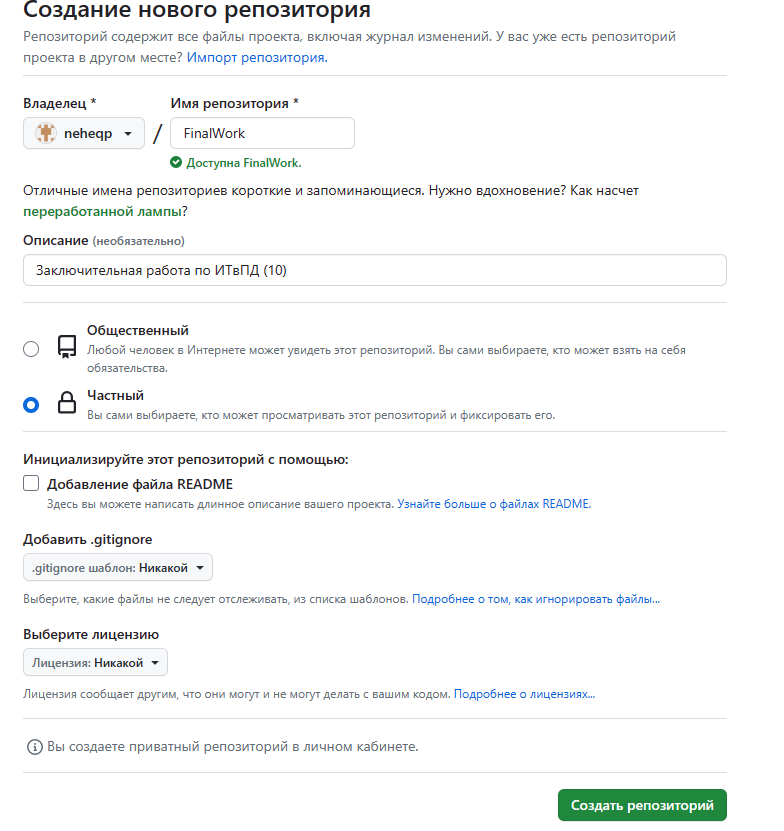 Создание нового репозитория
Репозиторий содержит все файлы проекта, включая журнал изменений. У вас уже есть репозиторий
проекта в другом месте? Импорт репозитория.
Владелец *
Имя репозитория *
neheqp
/
FinalWork
Доступна FinalWork.
Отличные имена репозиториев короткие и запоминающиеся. Нужно вдохновение? Как насчет
переработанной лампы?
Описание (необязательно)
Заключительная работа по ИТвПД (10)
Общественный
Любой человек в Интернете может увидеть этот репозиторий. Вы сами выбираете, кто может взять на себя
обязательства.
Частный
Вы сами выбираете, кто может просматривать этот репозиторий и фиксировать его.
Инициализируйте этот репозиторий с помощью:
Добавление файла README
Здесь вы можете написать длинное описание вашего проекта. Узнайте больше о файлах README.
Добавить .gitignore
.gitignore шаблон: Никакой
Выберите, какие файлы не следует отслеживать, из списка шаблонов. Подробнее о том, как игнорировать файлы...
Выберите лицензию
Лицензия: Никакой
Лицензия сообщает другим, что они могут и не могут делать с вашим кодом. Подробнее о лицензиях...
Вы создаете приватный репозиторий в личном кабинете.
Создать репозиторий